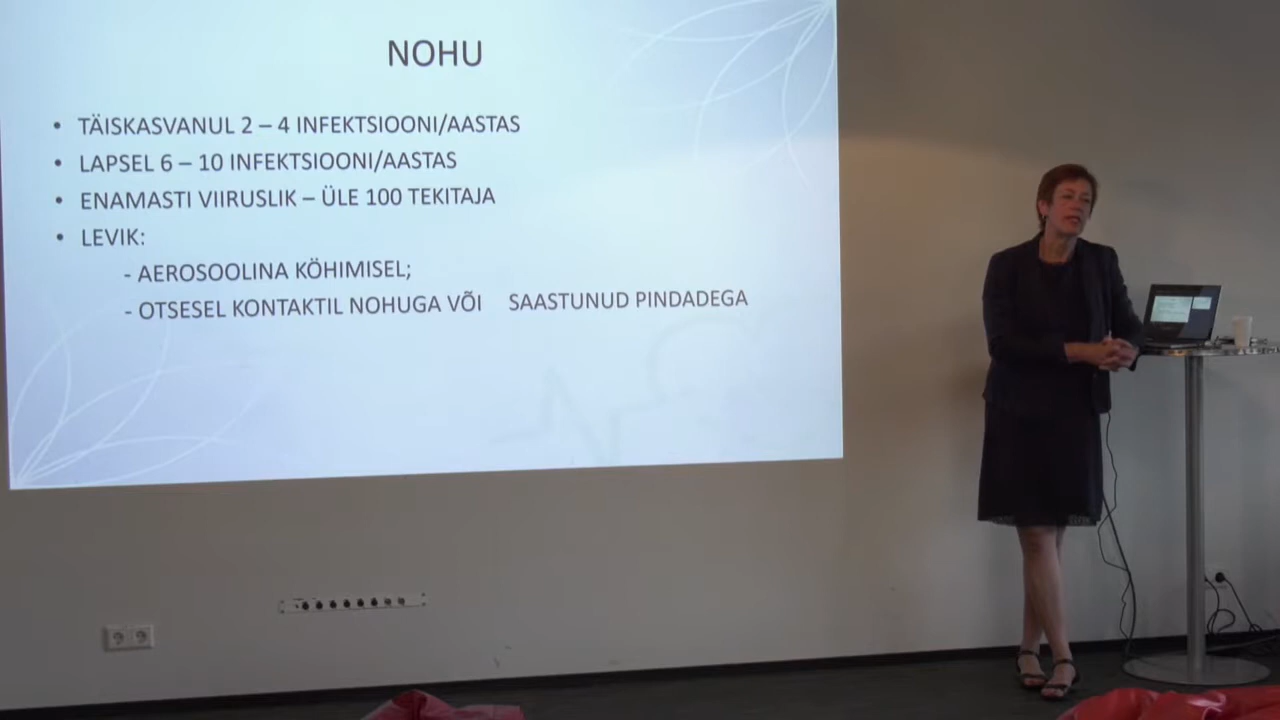 NOHU
• TÄISKASVANUL 2 – 4 INFEKTSIOONI/AASTAS
• LAPSEL 6 – 10 INFEKTSIOONI/AASTAS
• ENAMASTI VIIRUSLIK – ÜLE 100 TEKITAJA
• LEVIK:
- AEROSOOLINA KÖHIMISEL;
- OTSESEL KONTAKTIL NOHUGA VÕI SAASTUNUD PINDADEGA